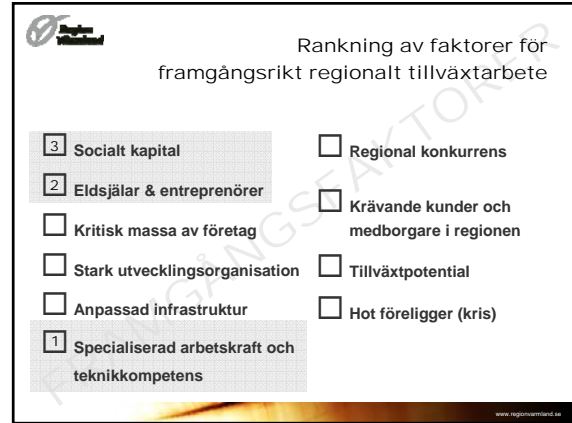 Region
Värmland
Rankning av faktorer för
framgångsrikt regionalt tillväxtarbete
FRAMGÅNGSFAKTORER
3 Socialt kapital
2 Eldsjälar & entreprenörer
Kritisk massa av företag
Stark utvecklingsorganisation
Anpassad infrastruktur
1 Specialiserad arbetskraft och
teknikkompetens
Regional konkurrens
Krävande kunder och
medborgare i regionen
Tillväxtpotential
Hot föreligger (kris)
www.regionvarmland.se